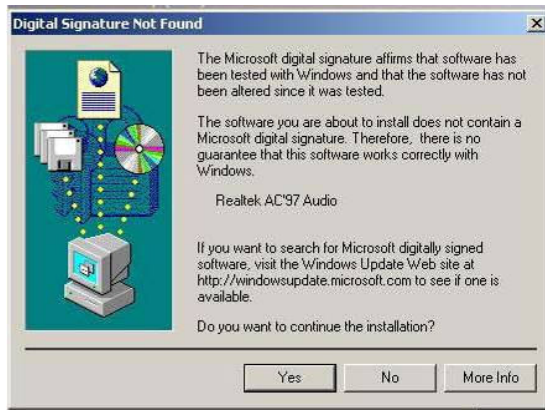 Digital Signature Not Found
The Microsoft digital signature affirms that software has
been tested with Windows and that the software has not
been altered since it was tested.
The software you are about to install does not contain a
Microsoft digital signature. Therefore, there is no
guarantee that this software works correctly with
Windows.
Realtek AC'97 Audio
If you want to search for Microsoft digitally signed
software, visit the Windows Update Web site at
http://windowsupdate.microsoft.com to see if one is
available.
Do you want to continue the installation?
Yes
No
More Info